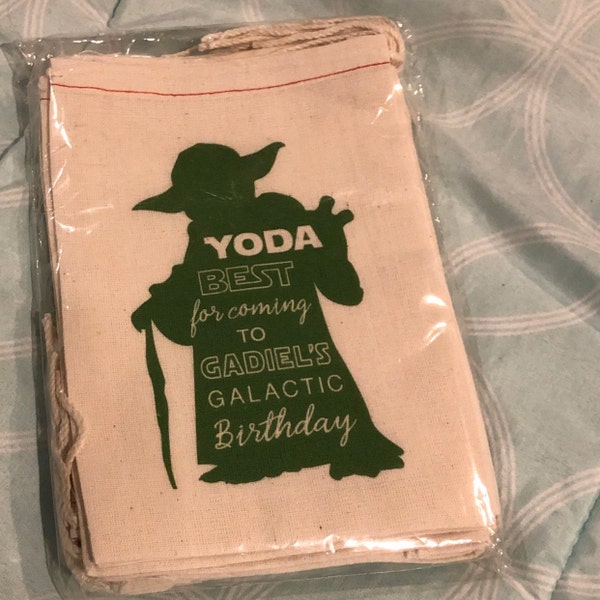 YODA
BEST
for coming
TO
GADIEL'S
GALACTIC
Birthday